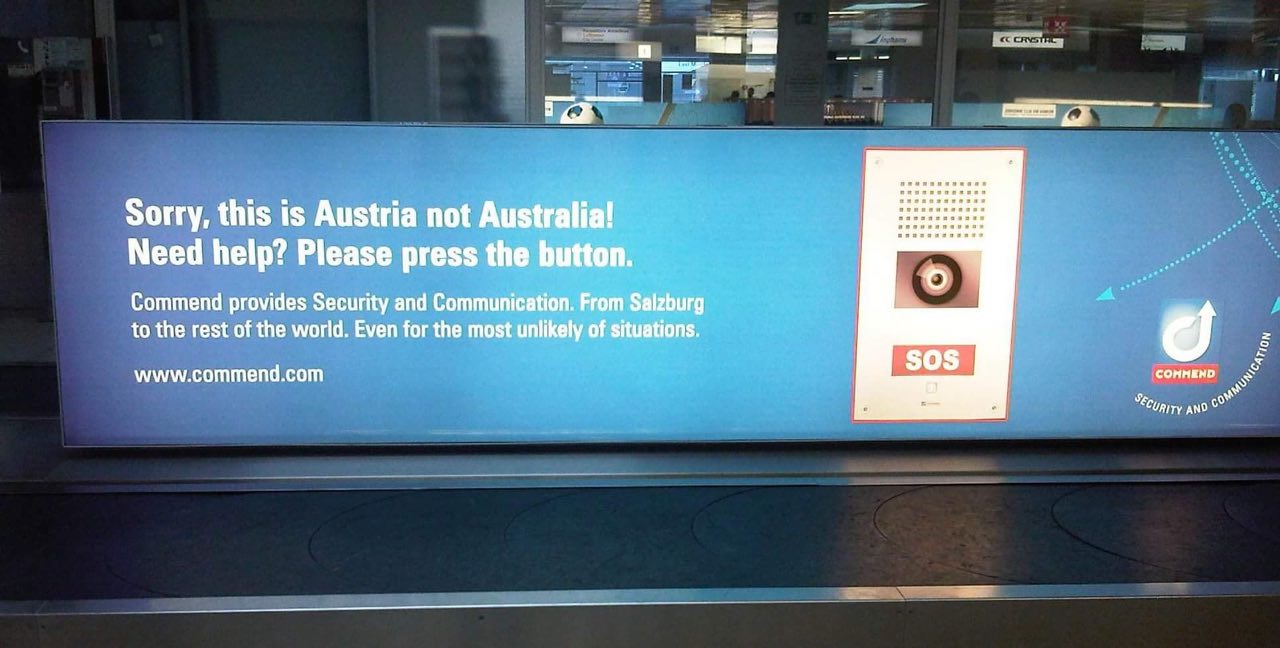 CRYSTAL
Sorry, this is Austria not Australia!
Need help? Please press the button.
Commend provides Security and Communication. From Salzburg
to the rest of the world. Even for the most unlikely of situations.
www.commend.com
SOS
COMMEND
SECURITY AND COMMUNICATION